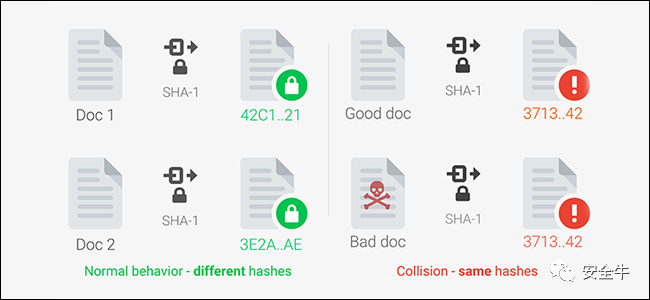 Doc 1
SHA-1
42C1..21
Good doc
SHA-1
3713..42
Doc 2
SHA-1
3E2A..AE
Bad doc
SHA-1
3713..42
Normal behavior - different hashes
Collision - same hashes
安全牛